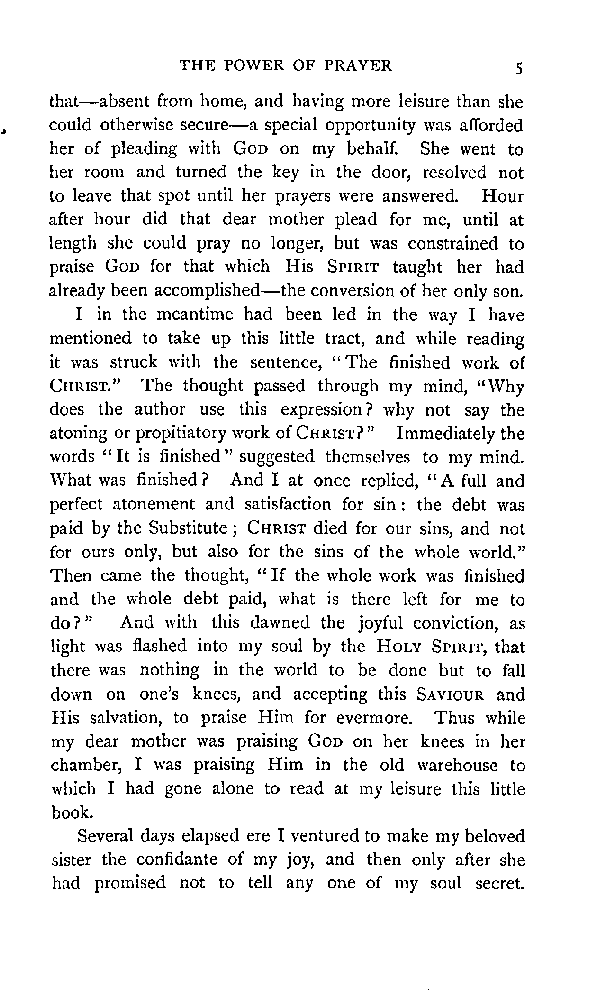 THE POWER OF PRAYER 5
that—absent from home, and having more leisure than she
could otherwise secure—a special opportunity was afforded
her of pleading with GOD on my behalf. She went to
her room and turned the key in the door, resolved not
to leave that spot until her prayers were answered. Hour
after hour did that dear mother plead for me, until at
length she could pray no longer, but was constrained to
praise GOD for that which His SPIRIT taught her had
already been accomplished—the conversion of her only son.
I in the meantime had been led in the way I have
mentioned to take up this little tract, and while reading
it was struck with the sentence, "The finished work of
CHRIST." The thought passed through my mind, "Why
does the author use this expression? why not say the
atoning or propitiatory work of CHRIST?" Immediately the
words "It is finished" suggested themselves to my mind.
What was finished? And I at once replied, "A full and
perfect atonement and satisfaction for sin: the debt was
paid by the Substitute; CHRIST died for our sins, and not
for ours only, but also for the sins of the whole world."
Then came the thought, "If the whole work was finished
and the whole debt paid, what is there left for me to
do?" And with this dawned the joyful conviction, as
light was flashed into my soul by the HOLY SPIRIT, that
there was nothing in the world to be done but to fall
down on one's knees, and accepting this SAVIOUR and
His salvation, to praise Him for evermore. Thus while
my dear mother was praising GOD on her knees in her
chamber, I was praising Him in the old warehouse to
which I had gone alone to read at my leisure this little
book.
Several days elapsed ere I ventured to make my beloved
sister the confidante of my joy, and then only after she
had promised not to tell any one of my soul secret.